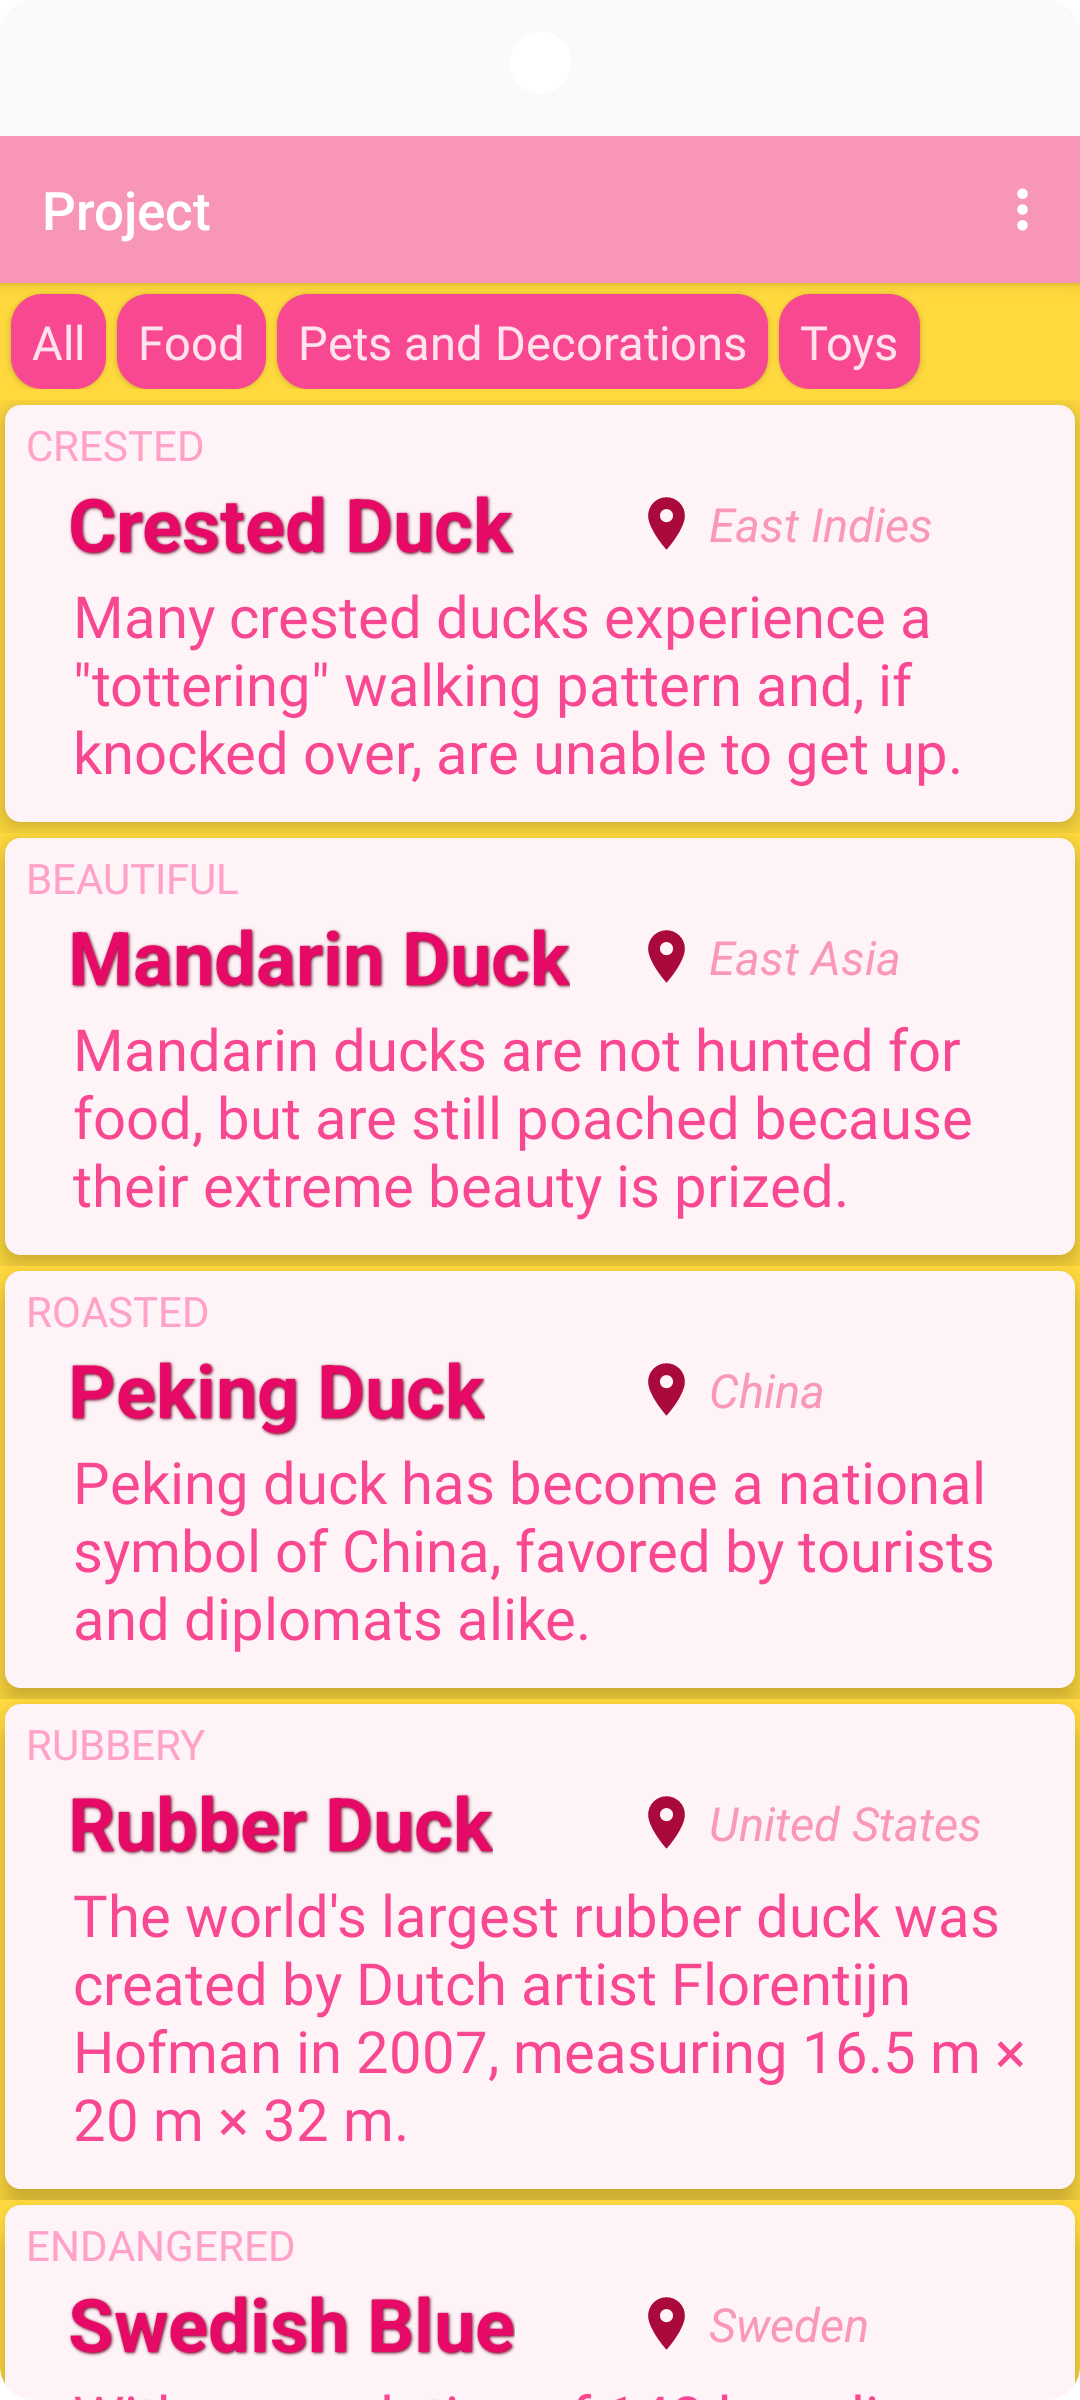 Project
All Food Pets and Decorations Toys
CRESTED
Crested Duck East Indies
Many crested ducks experience a
"tottering" walking pattern and, if
knocked over, are unable to get up.
BEAUTIFUL
Mandarin Duck East Asia
Mandarin ducks are not hunted for
food, but are still poached because
their extreme beauty is prized.
ROASTED
Peking Duck China
Peking duck has become a national
symbol of China, favored by tourists
and diplomats alike.
RUBBERY
Rubber Duck United States
The world's largest rubber duck was
created by Dutch artist Florentijn
Hofman in 2007, measuring 16.5 m ×
20 m × 32 m.
ENDANGERED
Swedish Blue Sweden